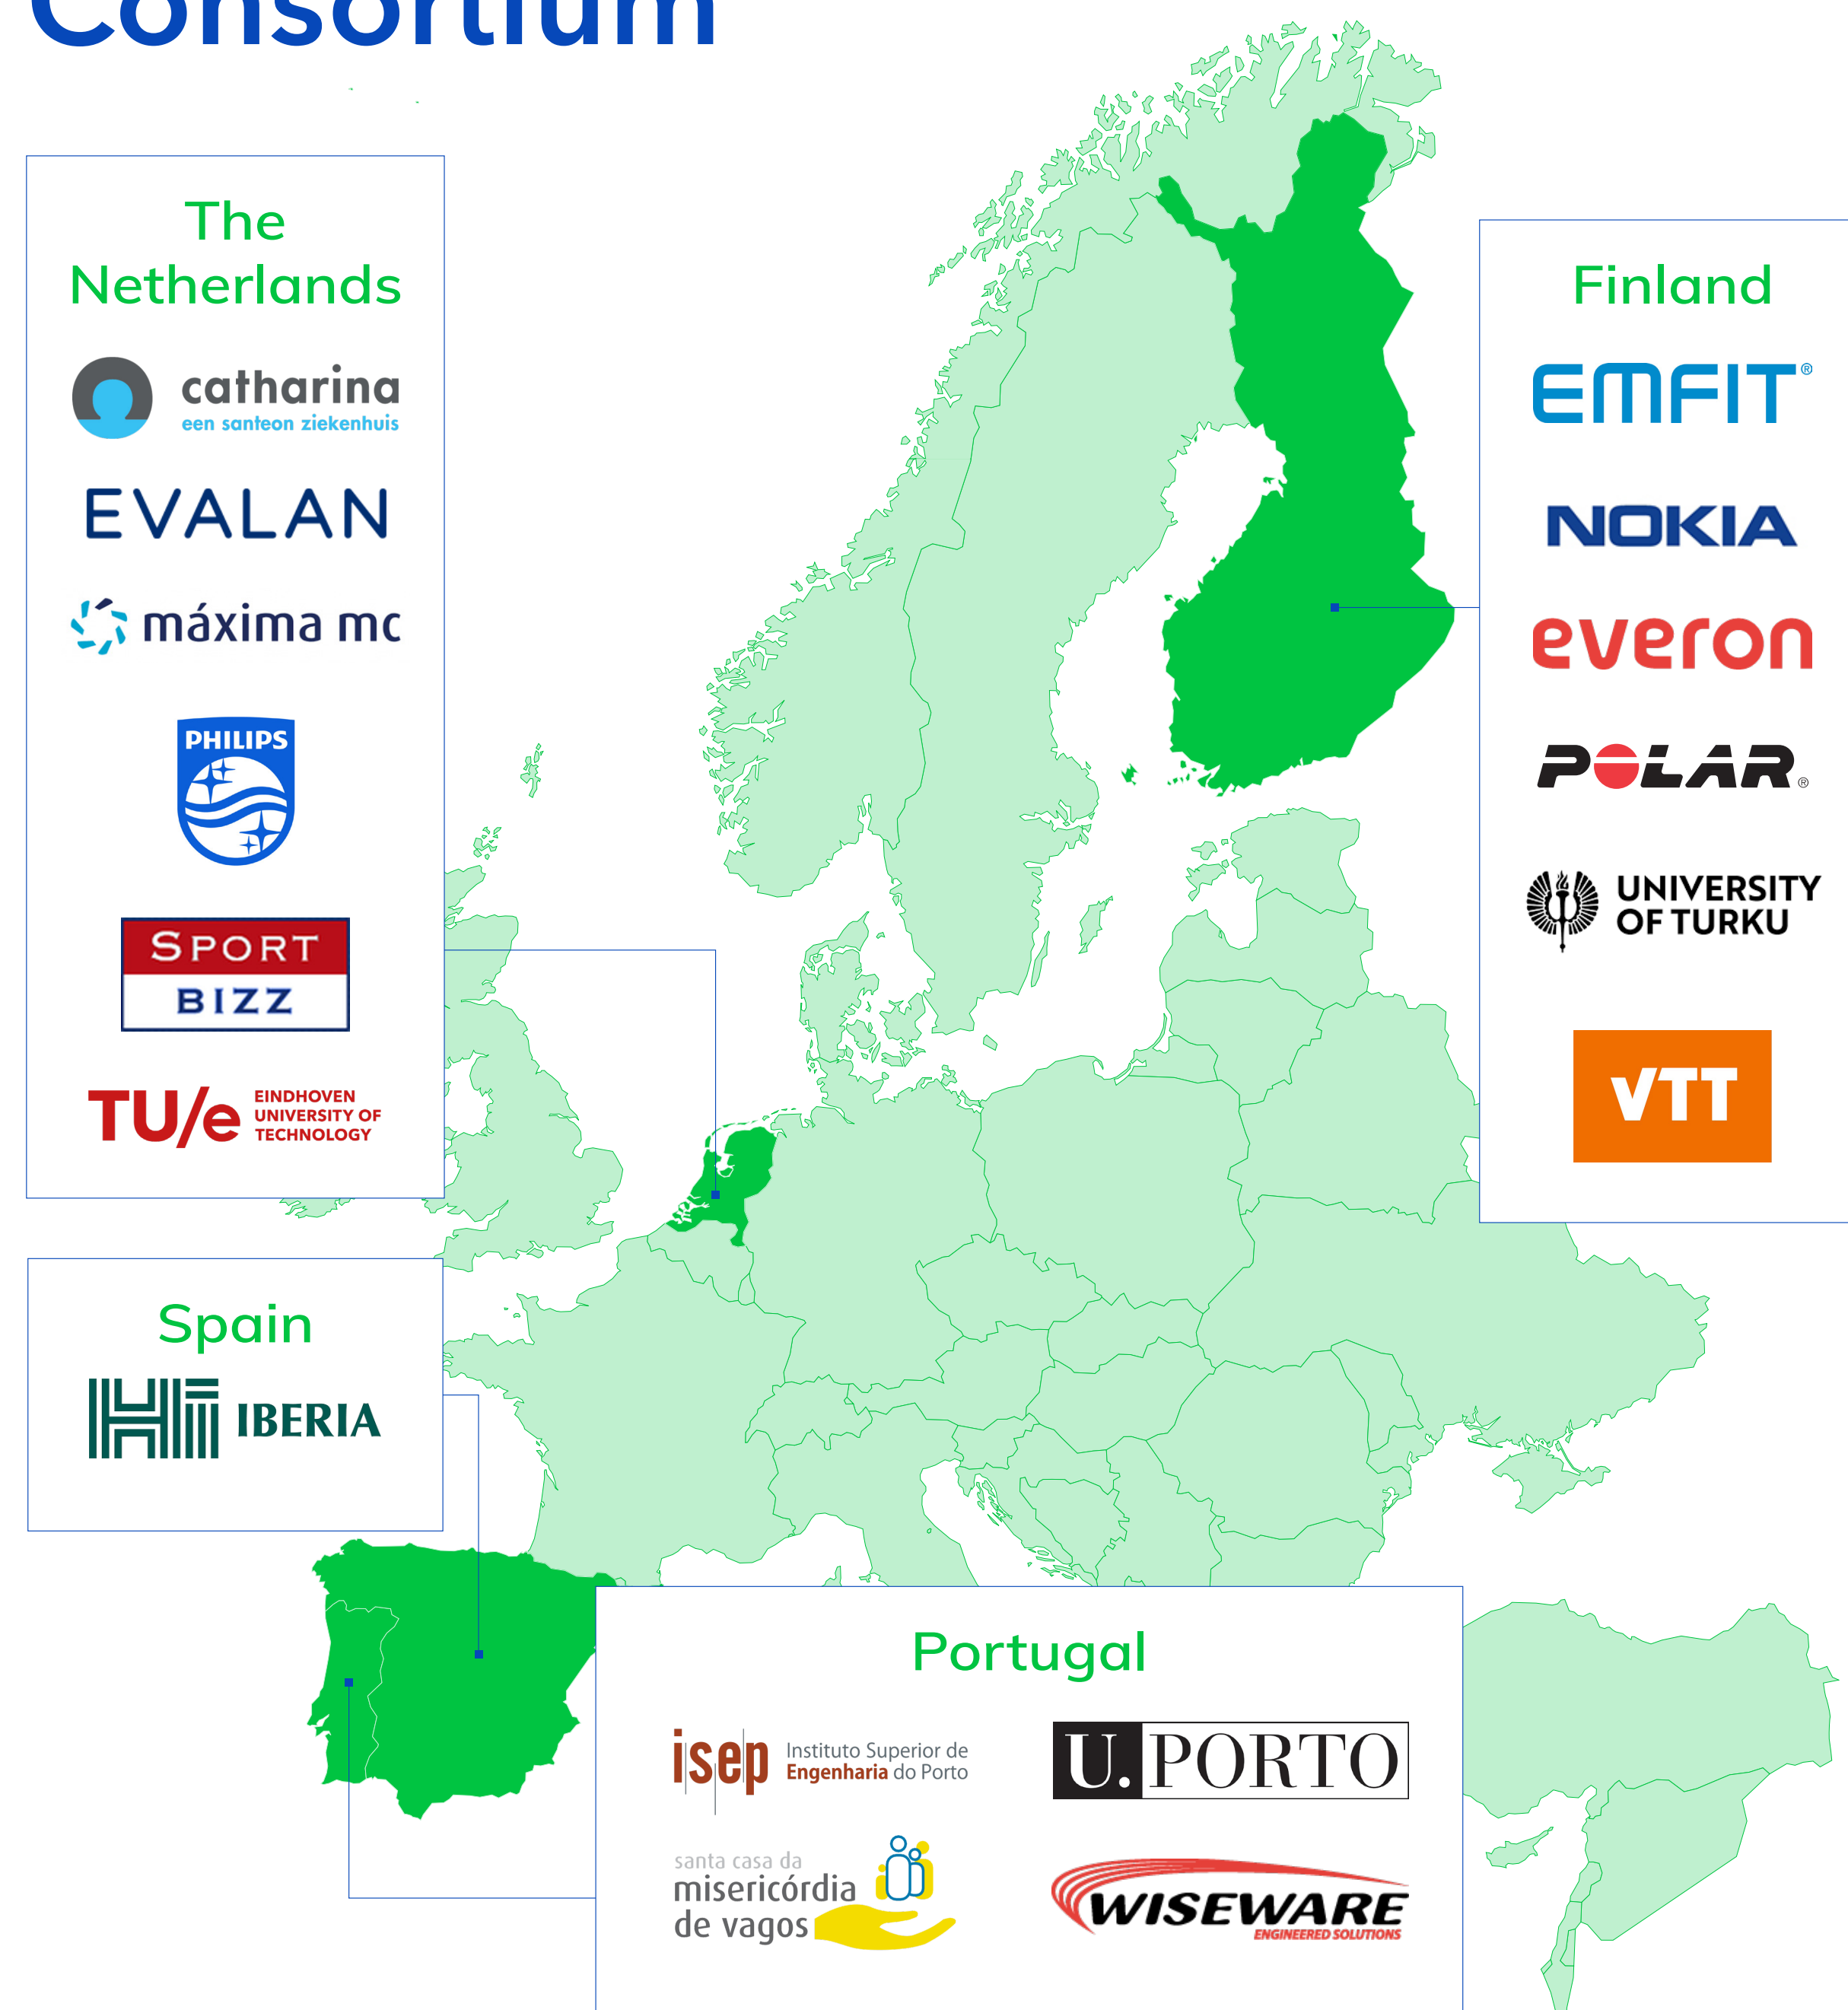 Consortium
The
Netherlands
catharina
een santeon ziekenhuis
EVALAN
máxima mc
PHILIPS
SPORT
BIZZ
TU/e
EINDHOVEN
UNIVERSITY OF
TECHNOLOGY
Finland
EMFIT®
NOKIA
everon
POLAR®
UNIVERSITY
OF TURKU
VTT
Spain
Hi IBERIA
Portugal
isep
Instituto Superior de
Engenharia do Porto
U. PORTO
santa casa da
misericórdia
de vagos
WISEWARE
ENGINEERED SOLUTIONS